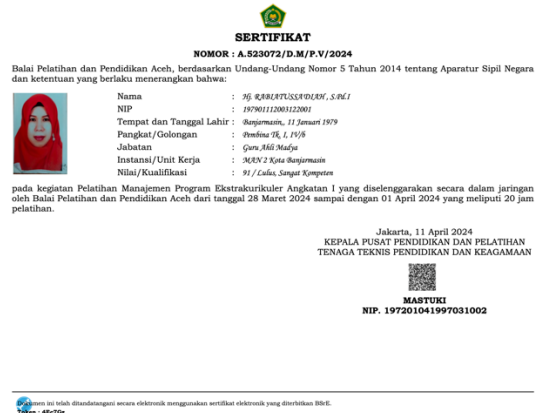 SERTIFIKAT
NOMOR : A.523072/D.M/P.V/2024
Balai Pelatihan dan Pendidikan Aceh, berdasarkan Undang-Undang Nomor 5 Tahun 2014 tentang Aparatur Sipil Negara
dan ketentuan yang berlaku menerangkan bahwa:
Nama : Hj. RABIATUSSADIAH , S.Pd.I
NIP : 197901112003122001
Tempat dan Tanggal Lahir : Banjarmasin,, 11 Januari 1979
Pangkat/Golongan : Pembina Tk, I, IV/b
Jabatan : Guru Ahli Madya
Instansi/Unit Kerja : MAN 2 Kota Banjarmasin
Nilai/Kualifikasi : 91 / Lulus, Sangat Kompeten
pada kegiatan Pelatihan Manajemen Program Ekstrakurikuler Angkatan I yang diselenggarakan secara dalam jaringan
oleh Balai Pelatihan dan Pendidikan Aceh dari tanggal 28 Maret 2024 sampai dengan 01 April 2024 yang meliputi 20 jam
pelatihan.
Jakarta, 11 April 2024
KEPALA PUSAT PENDIDIKAN DAN PELATIHAN
TENAGA TEKNIS PENDIDIKAN DAN KEAGAMAAN
MASTUKI
NIP. 197201041997031002
Dokumen ini telah ditandatangani secara elektronik menggunakan sertifikat elektronik yang diterbitkan BSrE.
Token :